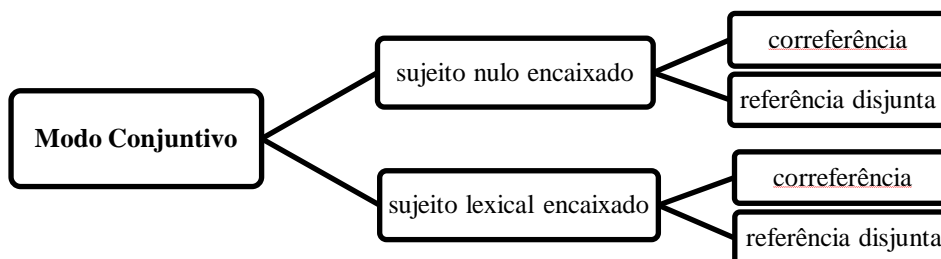 Modo Conjuntivo
sujeito nulo encaixado
correferência
referência disjunta
sujeito lexical encaixado
correferência
referência disjunta